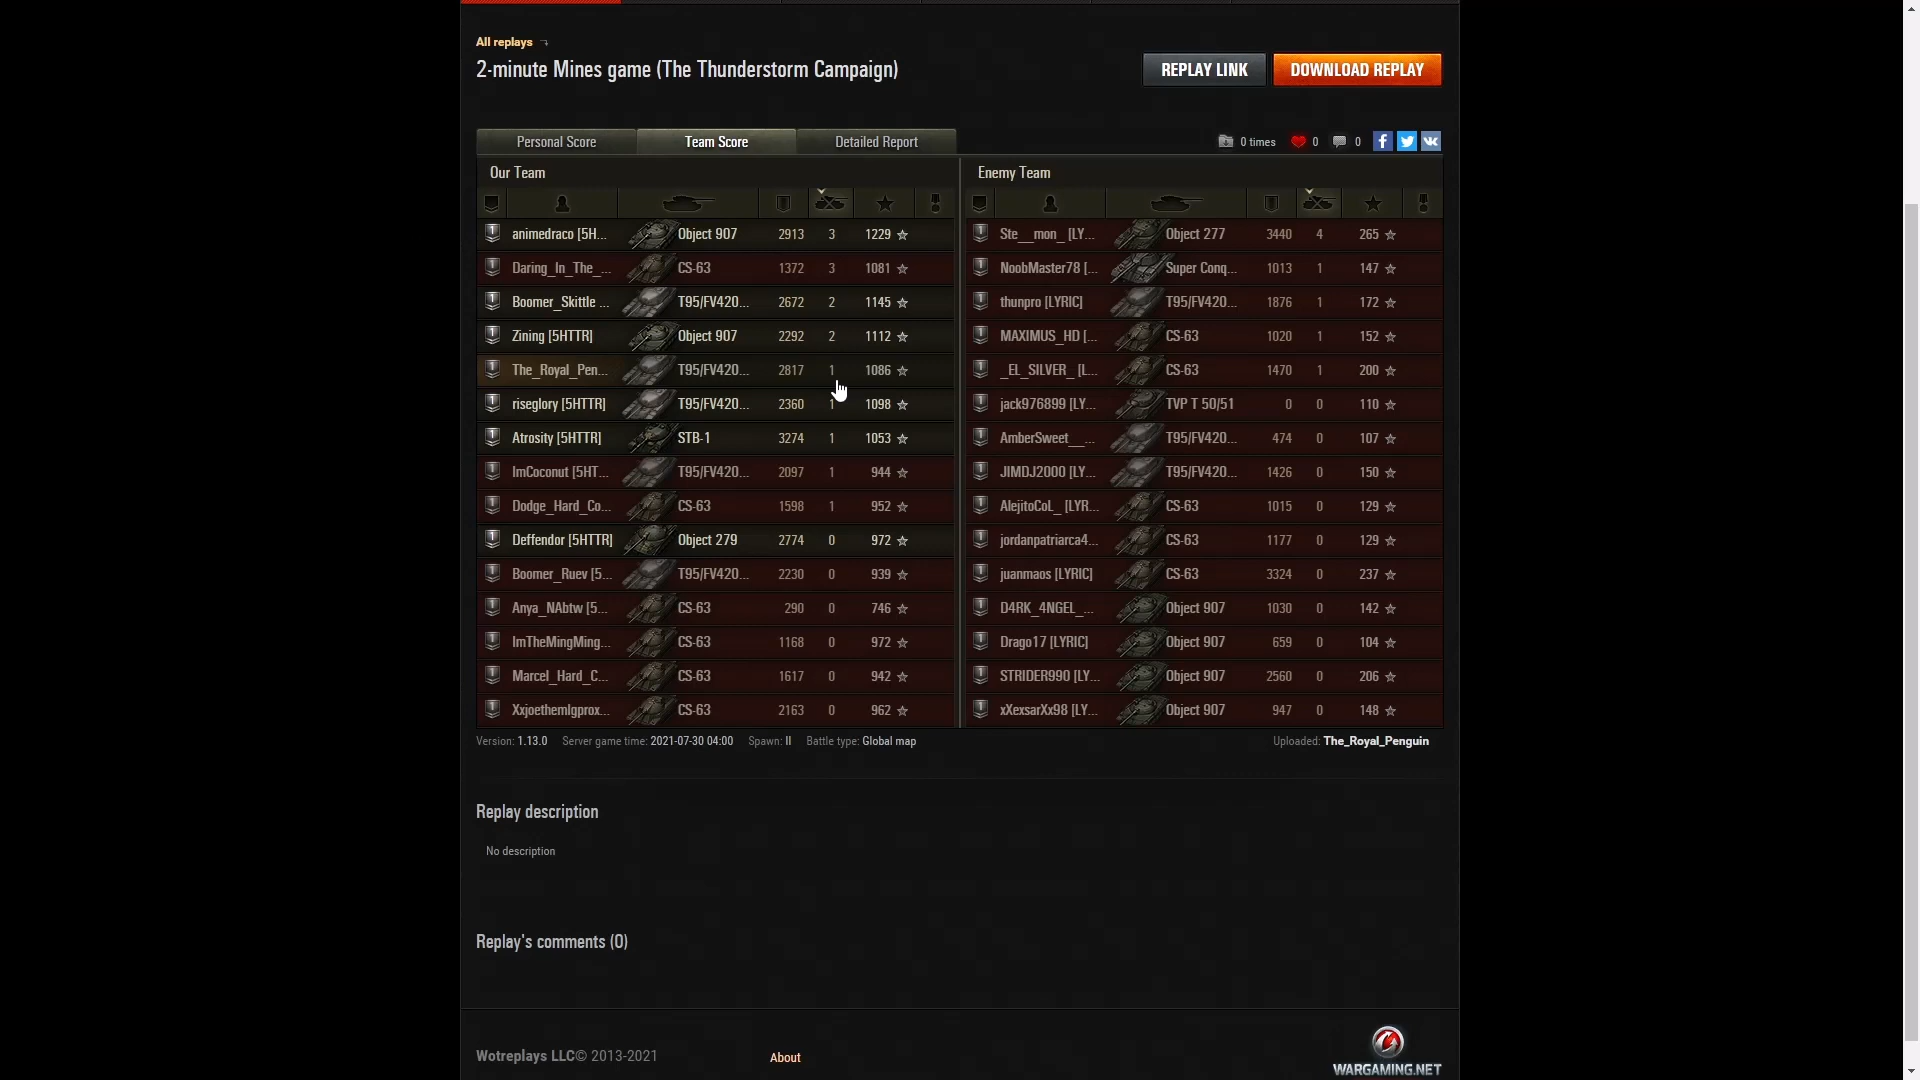 All replays
2-minute Mines game (The Thunderstorm Campaign)
REPLAY LINK
DOWNLOAD REPLAY
Personal Score
Team Score
Detailed Report
0 times
0
0
Our Team
Enemy Team
animedraco [5H... Object 907 2913 3 1229
Ste__mon_ [LY... Object 277 3440 4 265
Daring_In_The_... CS-63 1372 3 1081
NoobMaster78 [... Super Conq... 1013 1 147
Boomer_Skittle ... T95/FV420... 2672 2 1145
thunpro [LYRIC] T95/FV420... 1876 1 172
Zining [5HTTR] Object 907 2292 2 1112
MAXIMUS_HD [... CS-63 1020 1 152
The_Royal_Pen... T95/FV420... 2817 1 1086
_EL_SILVER_ [L... CS-63 1470 1 200
riseglory [5HTTR] T95/FV420... 2360 1 1098
jack976899 [LY... TVP T 50/51 0 0 110
Atrosity [5HTTR] STB-1 3274 1 1053
AmberSweet__... T95/FV420... 474 0 107
ImCoconut [5HT... T95/FV420... 2097 1 944
JIMDJ2000 [LY... T95/FV420... 1426 0 150
Dodge_Hard_Co... CS-63 1598 1 952
AlejitoCoL_ [LYR... CS-63 1015 0 129
Deffendor [5HTTR] Object 279 2774 0 972
jordanpatriarca4... CS-63 1177 0 129
Boomer_Ruev [5... T95/FV420... 2230 0 939
juanmaos [LYRIC] CS-63 3324 0 237
Anya_NAbtw [5... CS-63 290 0 746
D4RK_4NGEL_... Object 907 1030 0 142
ImTheMingMing... CS-63 1168 0 972
Drago17 [LYRIC] Object 907 659 0 104
Marcel_Hard_C... CS-63 1617 0 942
STRIDER990 [LY... Object 907 2560 0 206
Xxjoethemlgprox... CS-63 2163 0 962
xXexsarXx98 [LY... Object 907 947 0 148
Version: 1.13.0 Server game time: 2021-07-30 04:00 Spawn: II Battle type: Global map
Uploaded: The_Royal_Penguin
Replay description
No description
Replay's comments (0)
Wotreplays LLC© 2013-2021
About
WARGAMING.NET